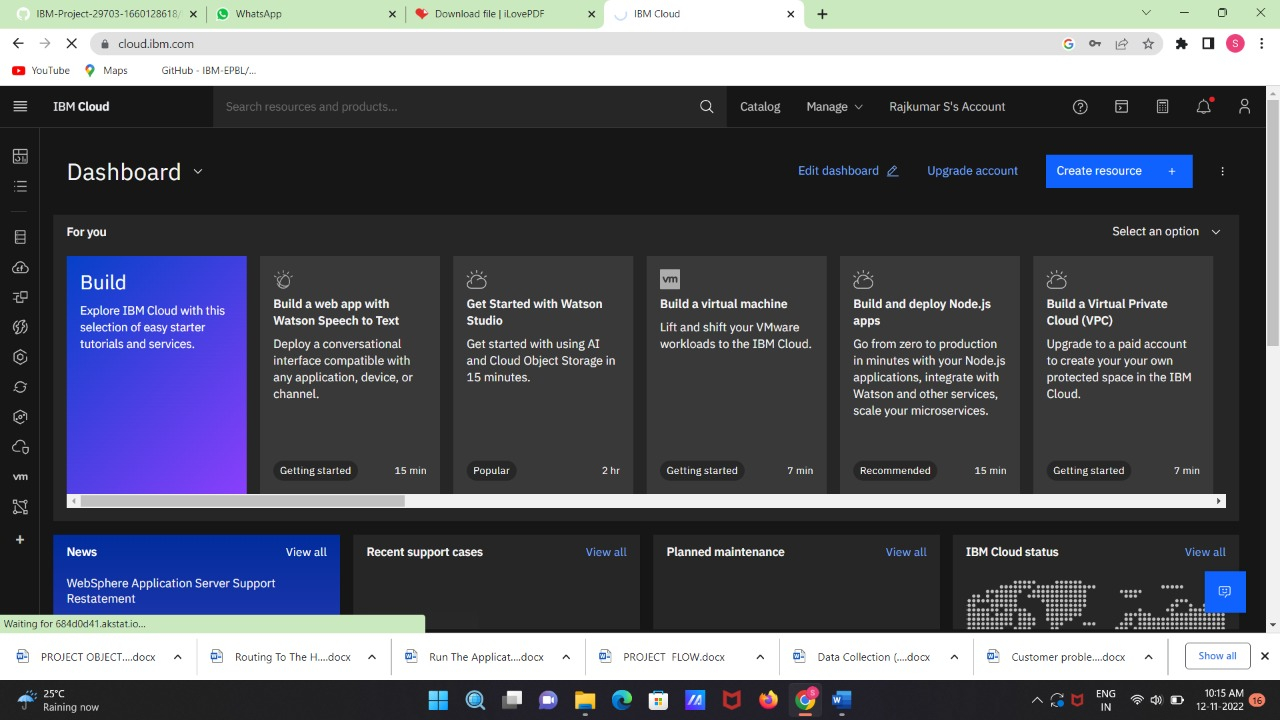 IBM-Project-29703-1660128618/
WhatsApp
Download file | iLovePDF
IBM Cloud
cloud.ibm.com
S
YouTube
Maps
GitHub - IBM-EPBL/...
IBM Cloud
Search resources and products...
Catalog
Manage
Rajkumar S's Account
Dashboard
Edit dashboard
Upgrade account
Create resource +
For you
Select an option
Build
Explore IBM Cloud with this
selection of easy starter
tutorials and services.
Build a web app with
Watson Speech to Text
Deploy a conversational
interface compatible with
any application, device, or
channel.
Getting started
15 min
Get Started with Watson
Studio
Get started with using AI
and Cloud Object Storage in
15 minutes.
Popular
2 hr
vm
Build a virtual machine
Lift and shift your VMware
workloads to the IBM Cloud.
Getting started
7 min
Build and deploy Node.js
apps
Go from zero to production
in minutes with your Node.js
applications, integrate with
Watson and other services,
scale your microservices.
Recommended
15 min
Build a Virtual Private
Cloud (VPC)
Upgrade to a paid account
to create your your own
protected space in the IBM
Cloud.
Getting started
7 min
vm
News
View all
WebSphere Application Server Support
Restatement
Recent support cases
View all
Planned maintenance
View all
IBM Cloud status
View all
Waiting for 684d0d41.akstat.io...
PROJECT OBJECT....docx
Routing To The H....docx
Run The Applicat....docx
PROJECT FLOW.docx
Data Collection (....docx
Customer proble....docx
Show all
25°C
Raining now
ENG
IN
10:15 AM
12-11-2022
16